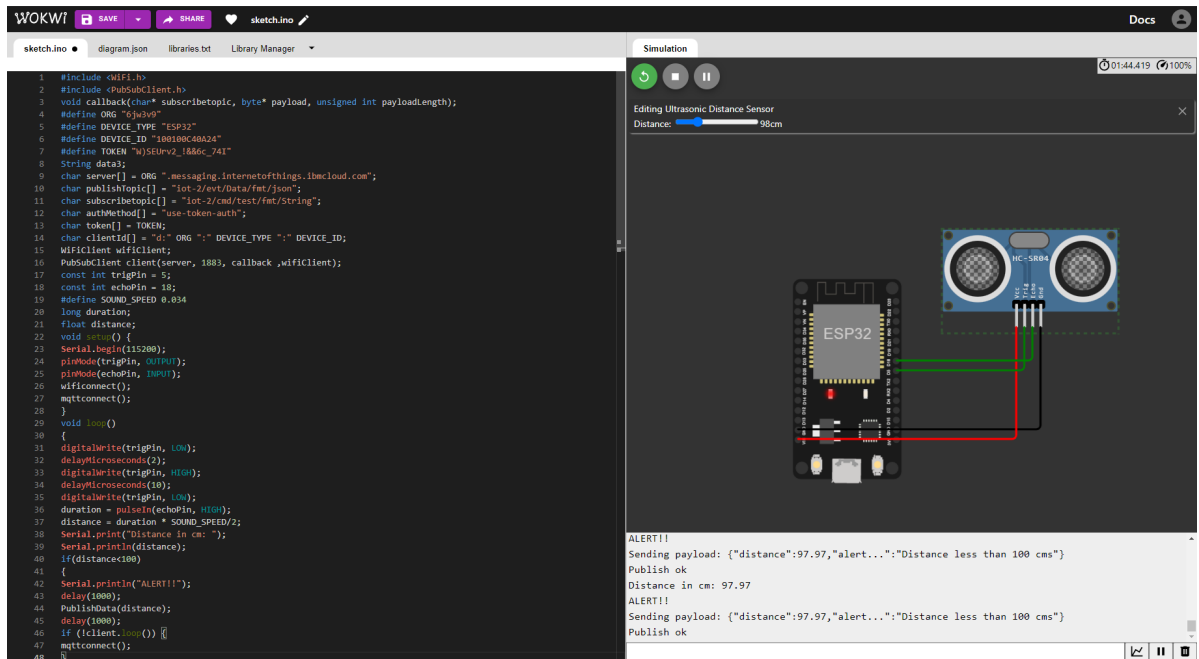 WOKWi SAVE SHARE sketch.ino Docs
sketch.ino ● diagram.json libraries.txt Library Manager
Simulation
01:44.419 100%
Editing Ultrasonic Distance Sensor
Distance: 98cm
1 #include <WiFi.h>
2 #include <PubSubClient.h>
3 void callback(char* subscribetopic, byte* payload, unsigned int payloadLength);
4 #define ORG "6jw3v9"
5 #define DEVICE_TYPE "ESP32"
6 #define DEVICE_ID "100100C40A24"
7 #define TOKEN "W)SEUrv2_!&&6c_74I"
8 String data3;
9 char server[] = ORG ".messaging.internetofthings.ibmcloud.com";
10 char publishTopic[] = "iot-2/evt/Data/fmt/json";
11 char subscribetopic[] = "iot-2/cmd/test/fmt/String";
12 char authMethod[] = "use-token-auth";
13 char token[] = TOKEN;
14 char clientId[] = "d:" ORG ":" DEVICE_TYPE ":" DEVICE_ID;
15 WiFiClient wifiClient;
16 PubSubClient client(server, 1883, callback ,wifiClient);
17 const int trigPin = 5;
18 const int echoPin = 18;
19 #define SOUND_SPEED 0.034
20 long duration;
21 float distance;
22 void setup() {
23 Serial.begin(115200);
24 pinMode(trigPin, OUTPUT);
25 pinMode(echoPin, INPUT);
26 wificonnect();
27 mqttconnect();
28 }
29 void loop()
30 {
31 digitalWrite(trigPin, LOW);
32 delayMicroseconds(2);
33 digitalWrite(trigPin, HIGH);
34 delayMicroseconds(10);
35 digitalWrite(trigPin, LOW);
36 duration = pulseIn(echoPin, HIGH);
37 distance = duration * SOUND_SPEED/2;
38 Serial.print("Distance in cm: ");
39 Serial.println(distance);
40 if(distance<100)
41 {
42 Serial.println("ALERT!!");
43 delay(1000);
44 PublishData(distance);
45 delay(1000);
46 if (!client.loop()) {
47 mqttconnect();
48 }
HC-SR04
Vcc
Trig
Echo
Gnd
ESP32
ALERT!!
Sending payload: {"distance":97.97,"alert...":"Distance less than 100 cms"}
Publish ok
Distance in cm: 97.97
ALERT!!
Sending payload: {"distance":97.97,"alert...":"Distance less than 100 cms"}
Publish ok